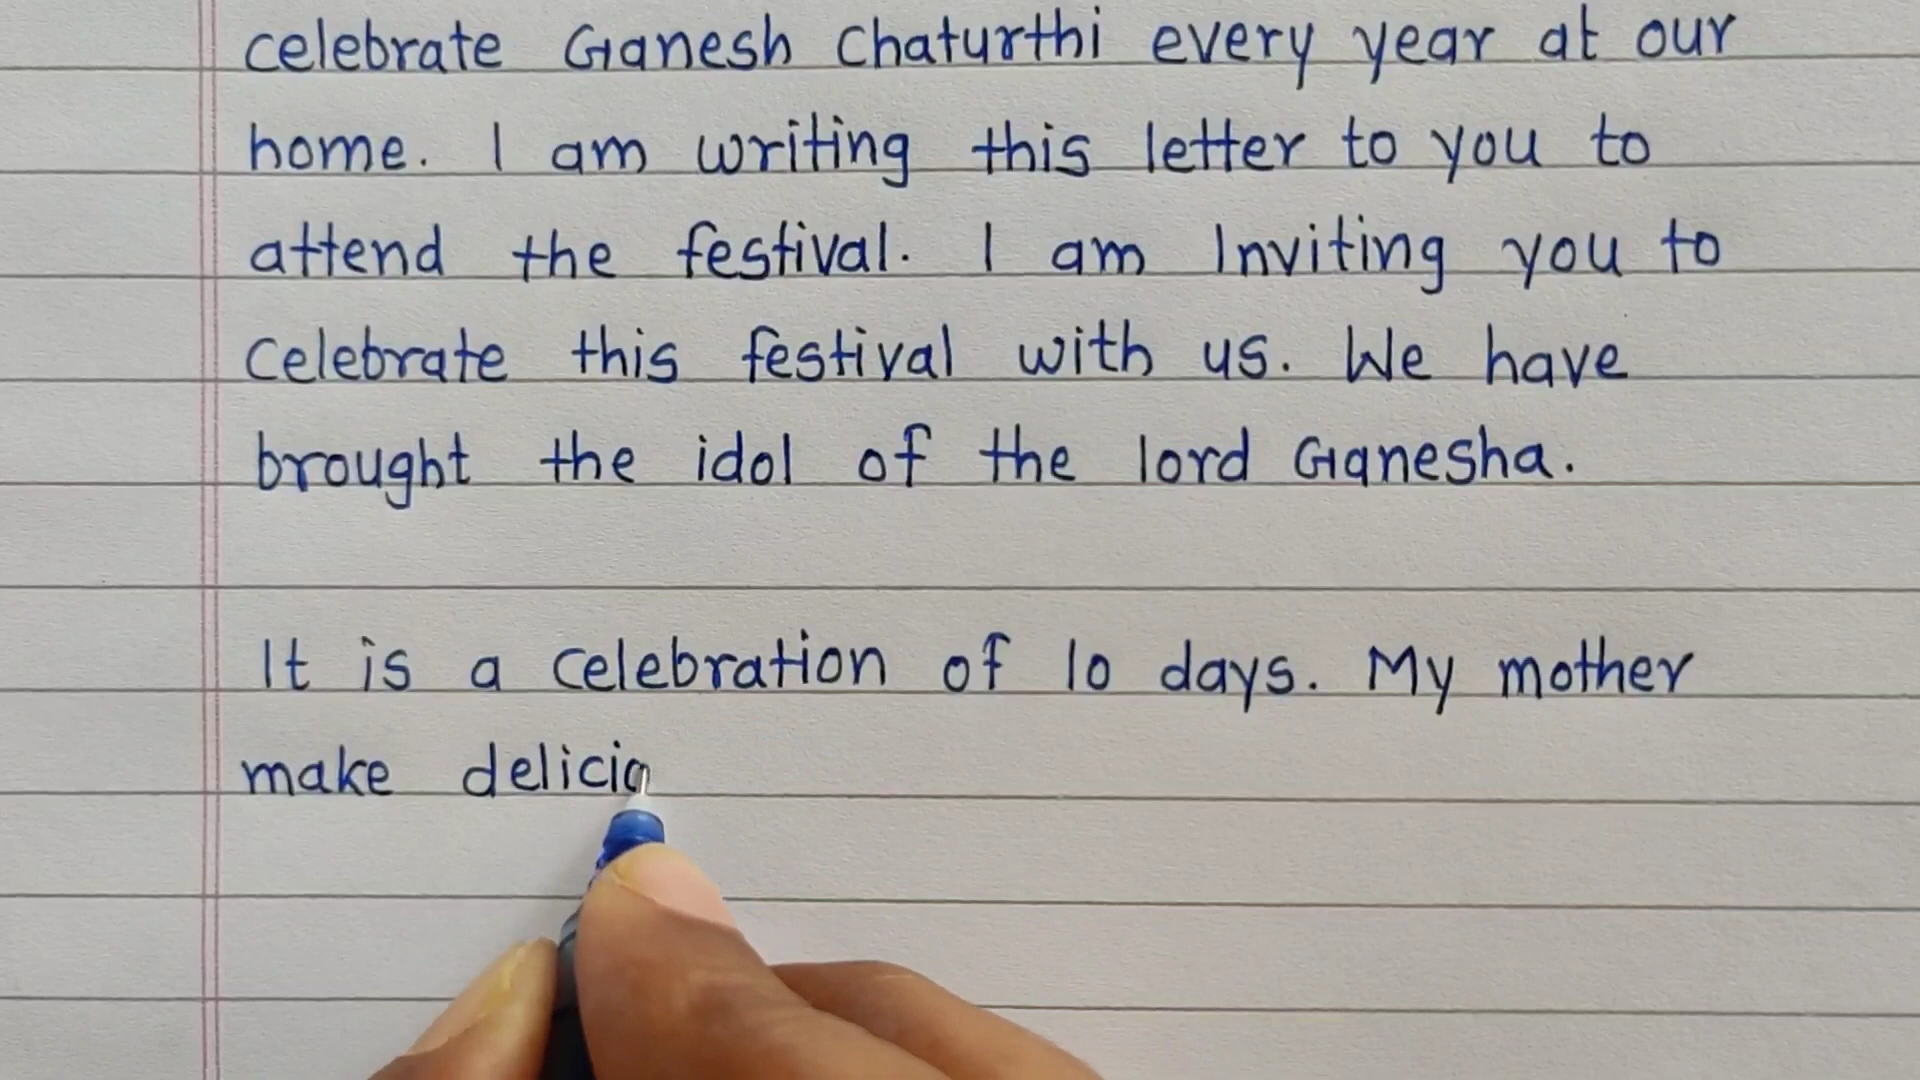 celebrate Ganesh Chaturthi every year at our
home. I am writing this letter to you to
attend the festival. I am Inviting you to
celebrate this festival with us. We have
brought the idol of the lord Ganesha.
It is a celebration of 10 days. My mother
make delicio